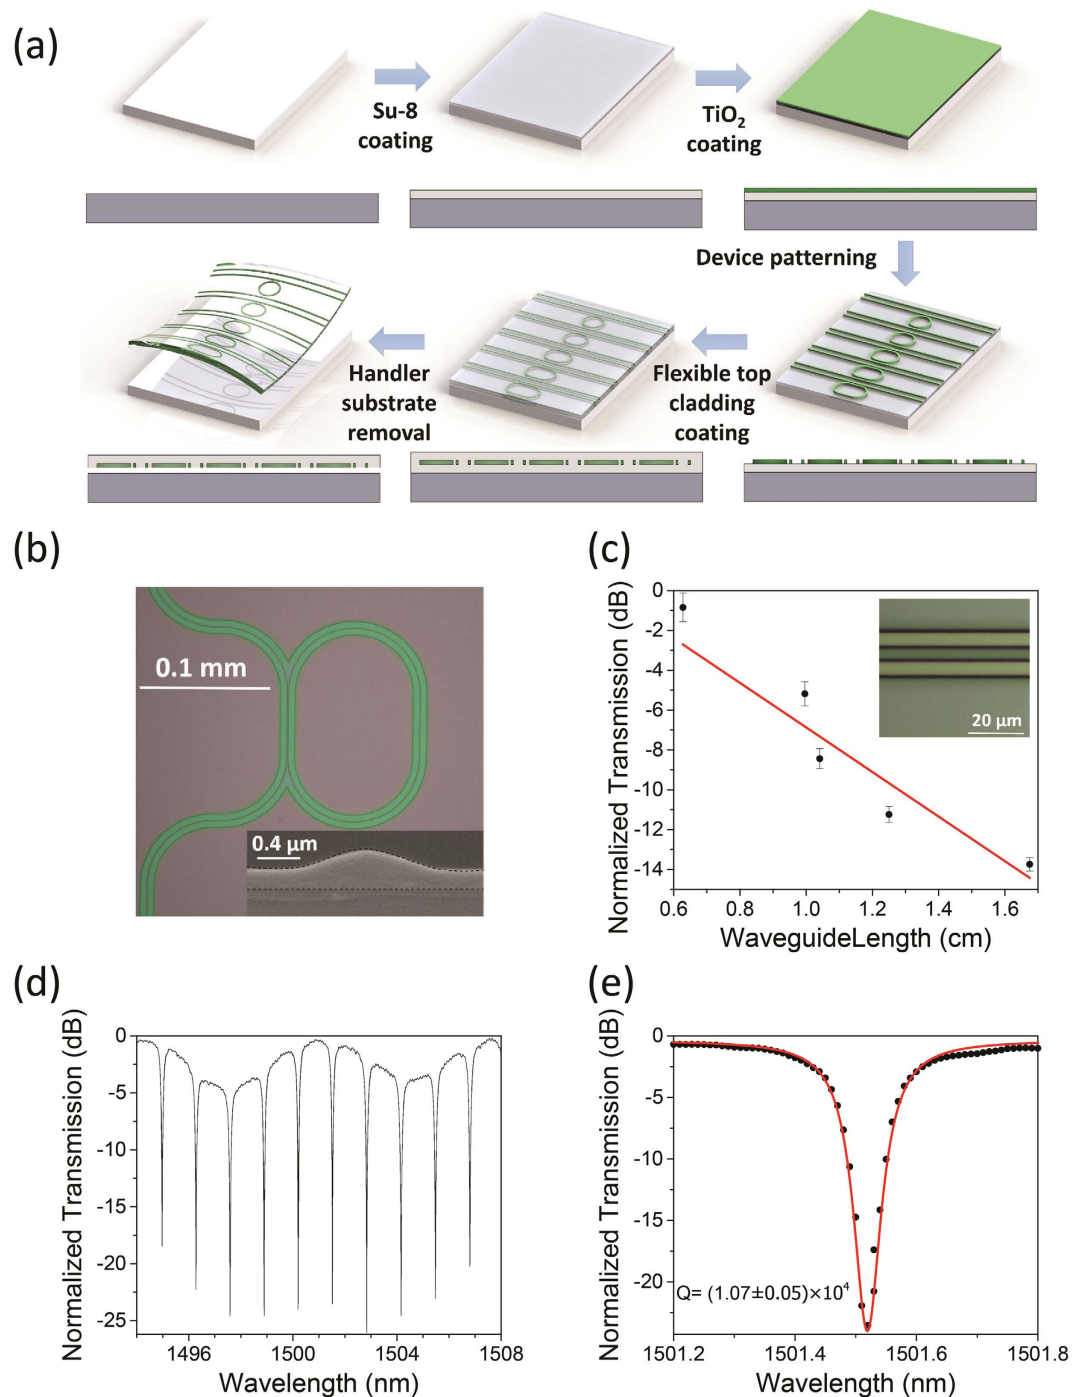 (a)
Su-8
coating
TiO₂
coating
Device patterning
Flexible top
cladding
coating
Handler
substrate
removal
(b)
0.1 mm
0.4 μm
(c)
Normalized Transmission (dB)
0
-2
-4
-6
-8
-10
-12
-14
20 μm
0.6 0.8 1.0 1.2 1.4 1.6
WaveguideLength (cm)
(d)
Normalized Transmission (dB)
0
-5
-10
-15
-20
-25
1496 1500 1504 1508
Wavelength (nm)
(e)
Normalized Transmission (dB)
0
-5
-10
-15
-20
Q= (1.07±0.05)×10⁴
1501.2 1501.4 1501.6 1501.8
Wavelength (nm)